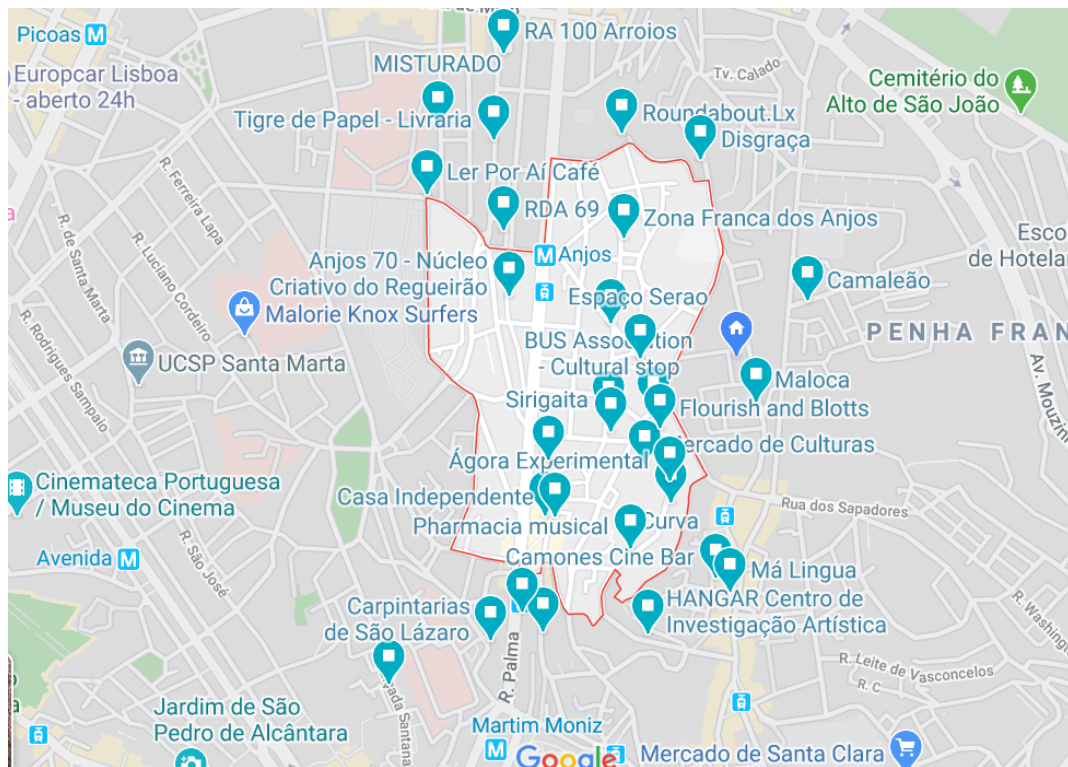 Picoas
RA 100 Arroios
Europcar Lisboa
- aberto 24h
MISTURADO
Tv. Calado
Cemitério do
Alto de São João
Tigre de Papel - Livraria
Roundabout.Lx
Disgraça
Ler Por Aí Café
R. Ferreira Lapa
RDA 69
Zona Franca dos Anjos
R. de Santa Marta
R. Luciano Cordeiro
Anjos
Anjos 70 - Núcleo
Criativo do Regueirão
Esco
de Hotelar
Camaleão
Espaço Serao
Malorie Knox Surfers
R. Rodrigues Sampaio
PENHA FRAN
BUS Association
- Cultural stop
UCSP Santa Marta
Maloca
Av. Mouzinh
Sirigaita
Flourish and Blotts
Mercado de Culturas
Ágora Experimental
Cinemateca Portuguesa
/ Museu do Cinema
Casa Independente
Rua dos Sapadores
Pharmacia musical
Curva
Avenida
R. São José
Camones Cine Bar
Má Lingua
Carpintarias
de São Lázaro
HANGAR Centro de
Investigação Artística
R. Washingt
R. Palma
R. Leite de Vasconcelos
R. C
Jardim de São
Pedro de Alcântara
Martim Moniz
Google
Mercado de Santa Clara